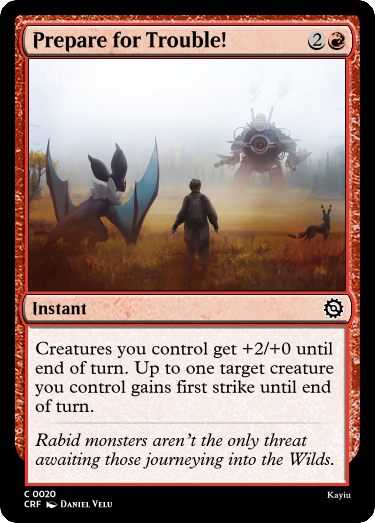 Prepare for Trouble! 2
Instant
Creatures you control get +2/+0 until
end of turn. Up to one target creature
you control gains first strike until end
of turn.
Rabid monsters aren't the only threat
awaiting those journeying into the Wilds.
C 0020
CRF Daniel Velu
Kayiu